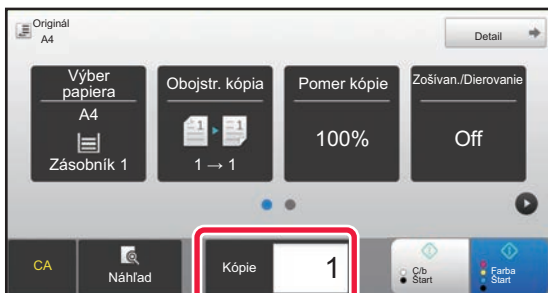 Originál
A4
Detail
Výber
papiera
A4
Zásobník 1
Obojstr. kópia
1 → 1
Pomer kópie
100%
Zošívan./Dierovanie
Off
CA
Náhľad
Kópie
1
Č/b
Štart
Farba
Štart